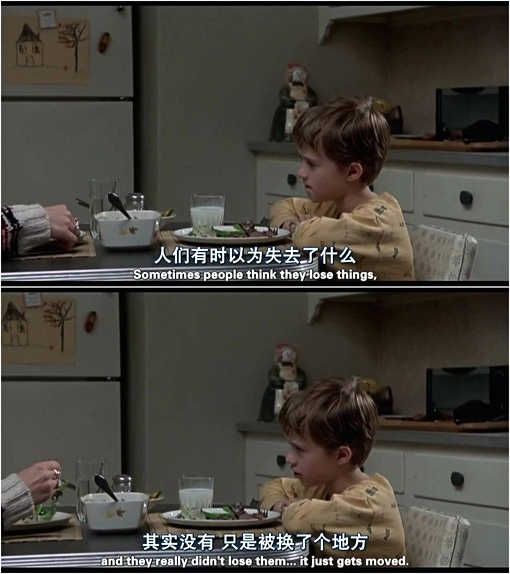 人们有时以为失去了什么
Sometimes people think they lose things,
其实没有 只是被换了个地方
and they really didn't lose them... it just gets moved.